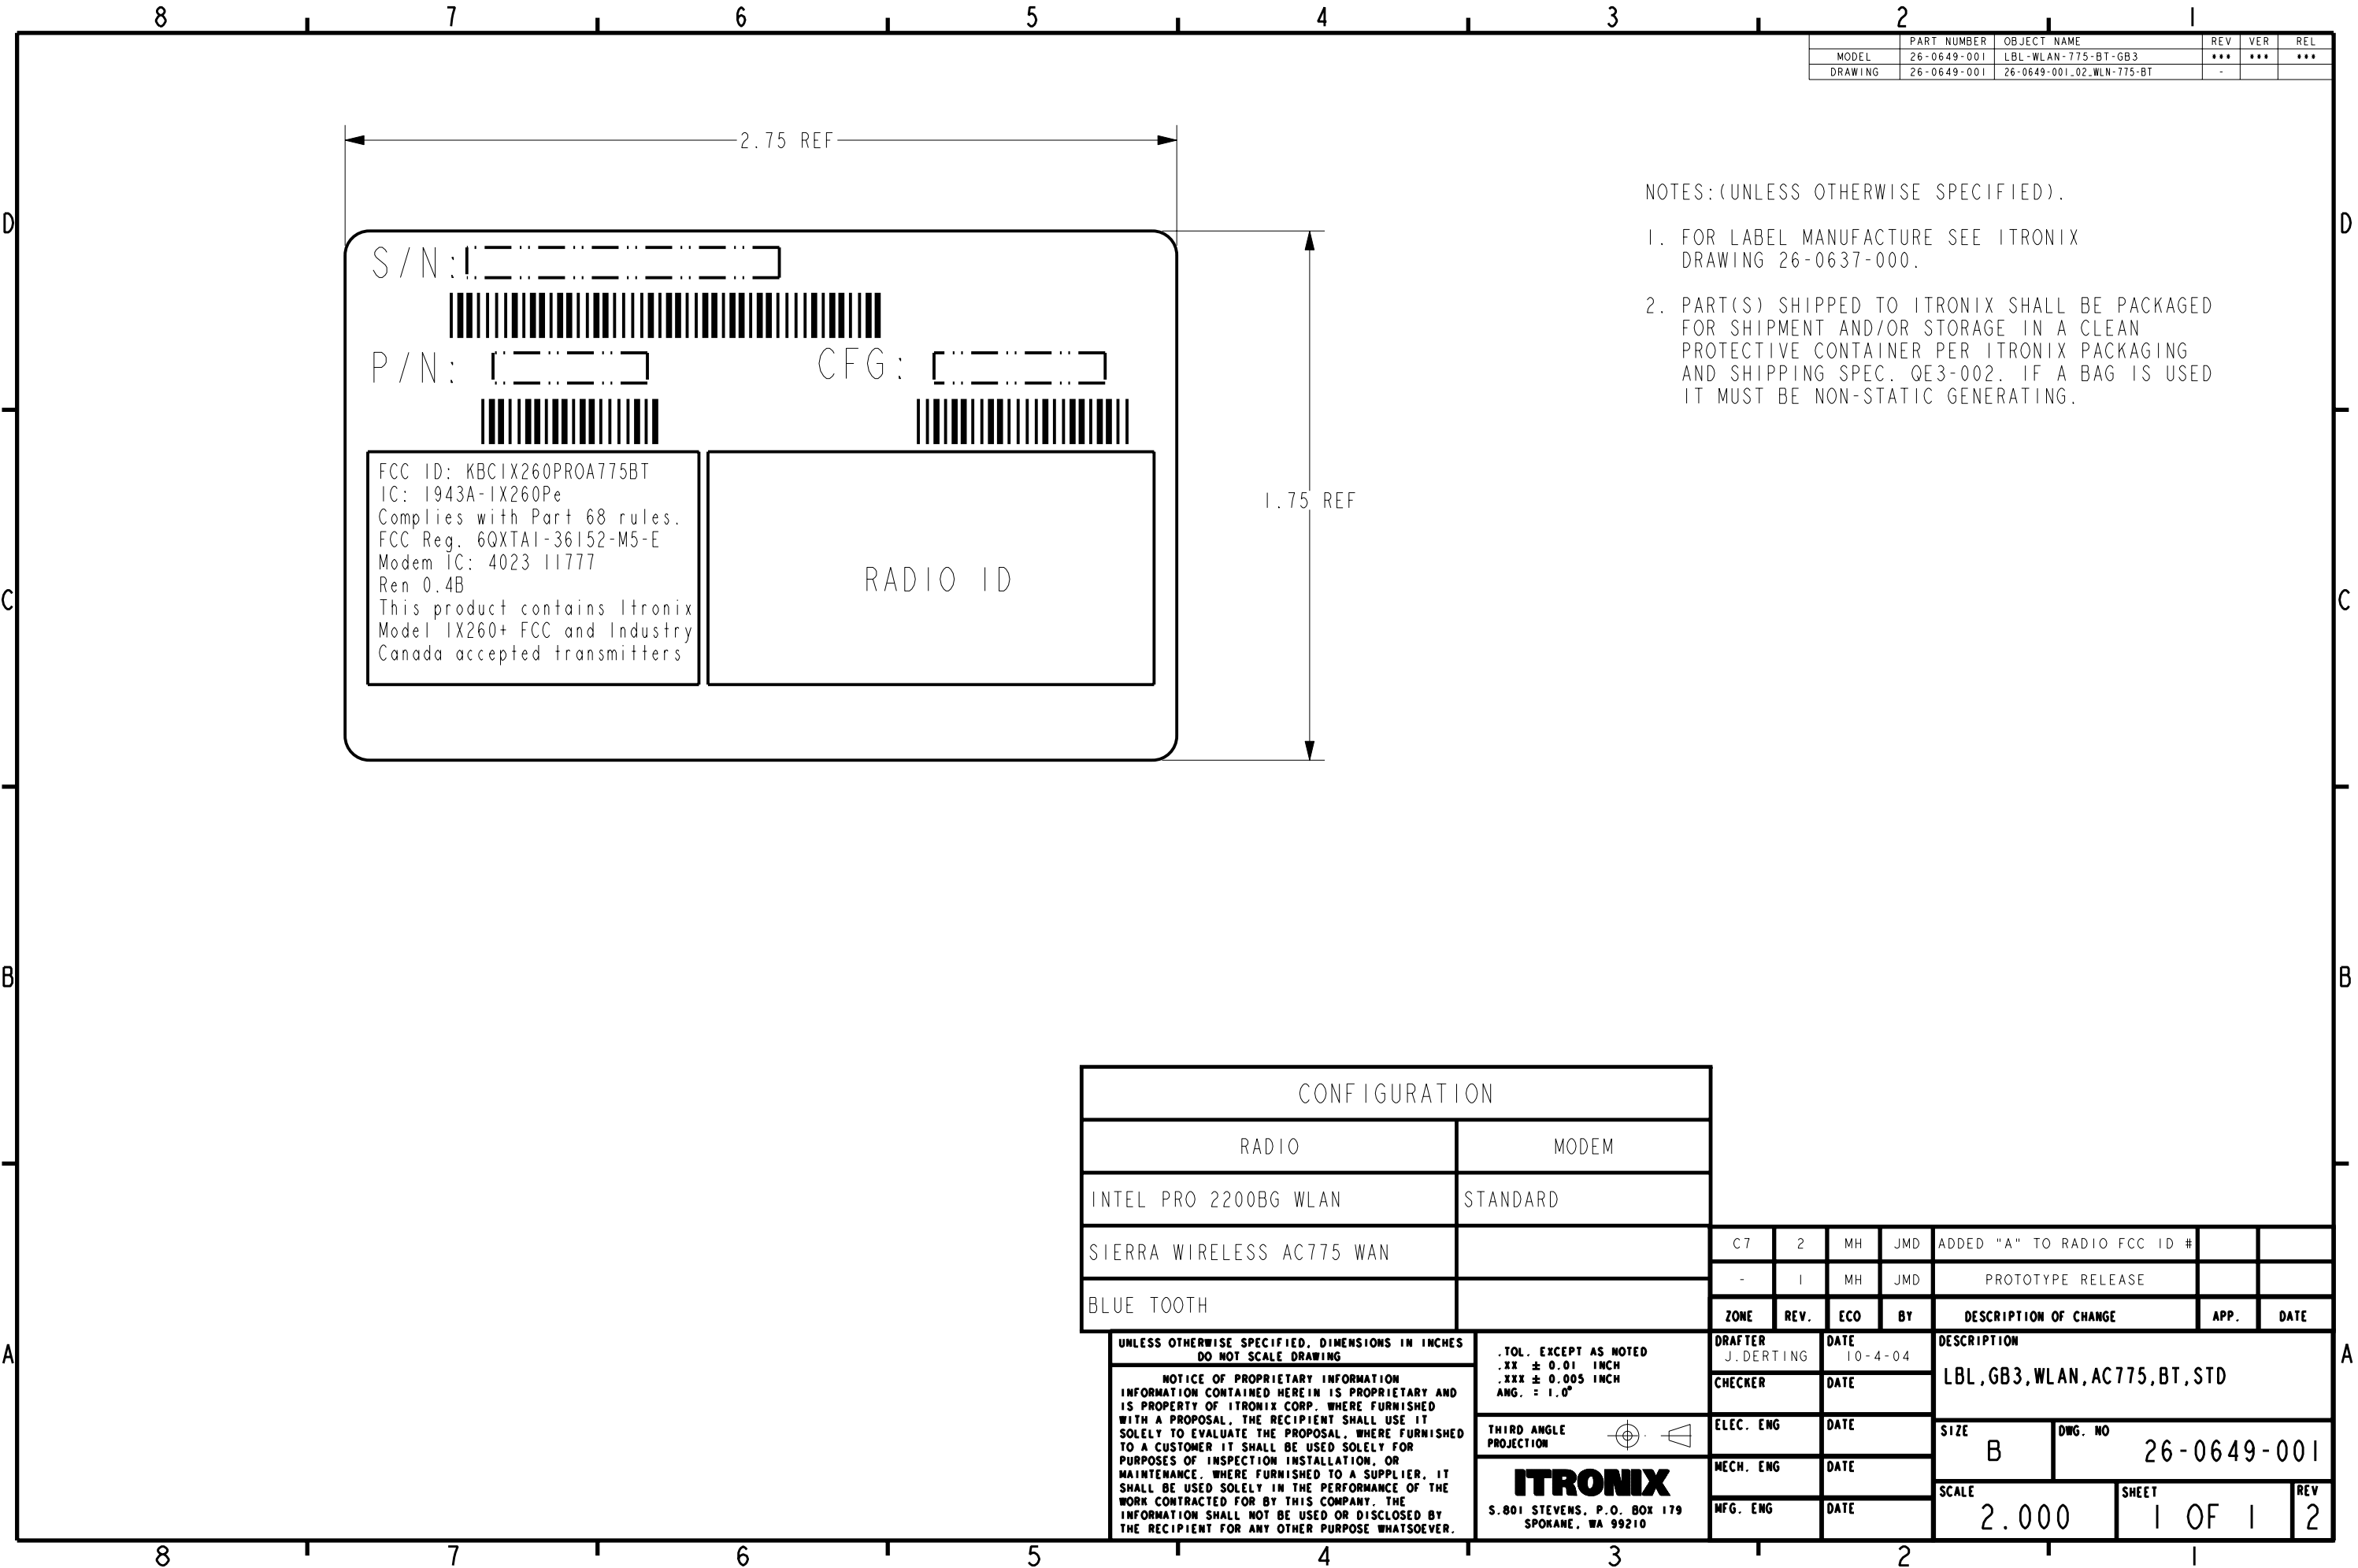 8 7 6 5 4 3 2 1
PART NUMBER OBJECT NAME REV VER REL
MODEL 26-0649-001 LBL-WLAN-775-BT-GB3 *** *** ***
DRAWING 26-0649-001 26-0649-001_02_WLN-775-BT -
2.75 REF
NOTES:(UNLESS OTHERWISE SPECIFIED).
1. FOR LABEL MANUFACTURE SEE ITRONIX
DRAWING 26-0637-000.
2. PART(S) SHIPPED TO ITRONIX SHALL BE PACKAGED
FOR SHIPMENT AND/OR STORAGE IN A CLEAN
PROTECTIVE CONTAINER PER ITRONIX PACKAGING
AND SHIPPING SPEC. QE3-002. IF A BAG IS USED
IT MUST BE NON-STATIC GENERATING.
D D
S/N:
P/N: CFG:
FCC ID: KBCIX260PROA775BT
IC: 1943A-IX260Pe
Complies with Part 68 rules.
FCC Reg. 6QXTAI-36152-M5-E
Modem IC: 4023 11777
Ren 0.4B
This product contains Itronix
Model IX260+ FCC and Industry
Canada accepted transmitters
RADIO ID
1.75 REF
C C
B B
CONFIGURATION
RADIO MODEM
INTEL PRO 2200BG WLAN STANDARD
SIERRA WIRELESS AC775 WAN
BLUE TOOTH
C7 2 MH JMD ADDED "A" TO RADIO FCC ID #
- 1 MH JMD PROTOTYPE RELEASE
ZONE REV. ECO BY DESCRIPTION OF CHANGE APP. DATE
A A
UNLESS OTHERWISE SPECIFIED, DIMENSIONS IN INCHES
DO NOT SCALE DRAWING
NOTICE OF PROPRIETARY INFORMATION
INFORMATION CONTAINED HEREIN IS PROPRIETARY AND
IS PROPERTY OF ITRONIX CORP. WHERE FURNISHED
WITH A PROPOSAL, THE RECIPIENT SHALL USE IT
SOLELY TO EVALUATE THE PROPOSAL. WHERE FURNISHED
TO A CUSTOMER IT SHALL BE USED SOLELY FOR
PURPOSES OF INSPECTION INSTALLATION, OR
MAINTENANCE. WHERE FURNISHED TO A SUPPLIER, IT
SHALL BE USED SOLELY IN THE PERFORMANCE OF THE
WORK CONTRACTED FOR BY THIS COMPANY. THE
INFORMATION SHALL NOT BE USED OR DISCLOSED BY
THE RECIPIENT FOR ANY OTHER PURPOSE WHATSOEVER.
.TOL. EXCEPT AS NOTED
.XX ± 0.01 INCH
.XXX ± 0.005 INCH
ANG. = 1.0°
THIRD ANGLE
PROJECTION
ITRONIX
S.801 STEVENS, P.O. BOX 179
SPOKANE, WA 99210
DRAFTER DATE
J.DERTING 10-4-04
CHECKER DATE
ELEC. ENG DATE
MECH. ENG DATE
MFG. ENG DATE
DESCRIPTION
LBL,GB3,WLAN,AC775,BT,STD
SIZE DWG. NO
B 26-0649-001
SCALE SHEET REV
2.000 1 OF 1 2
8 7 6 5 4 3 2 1